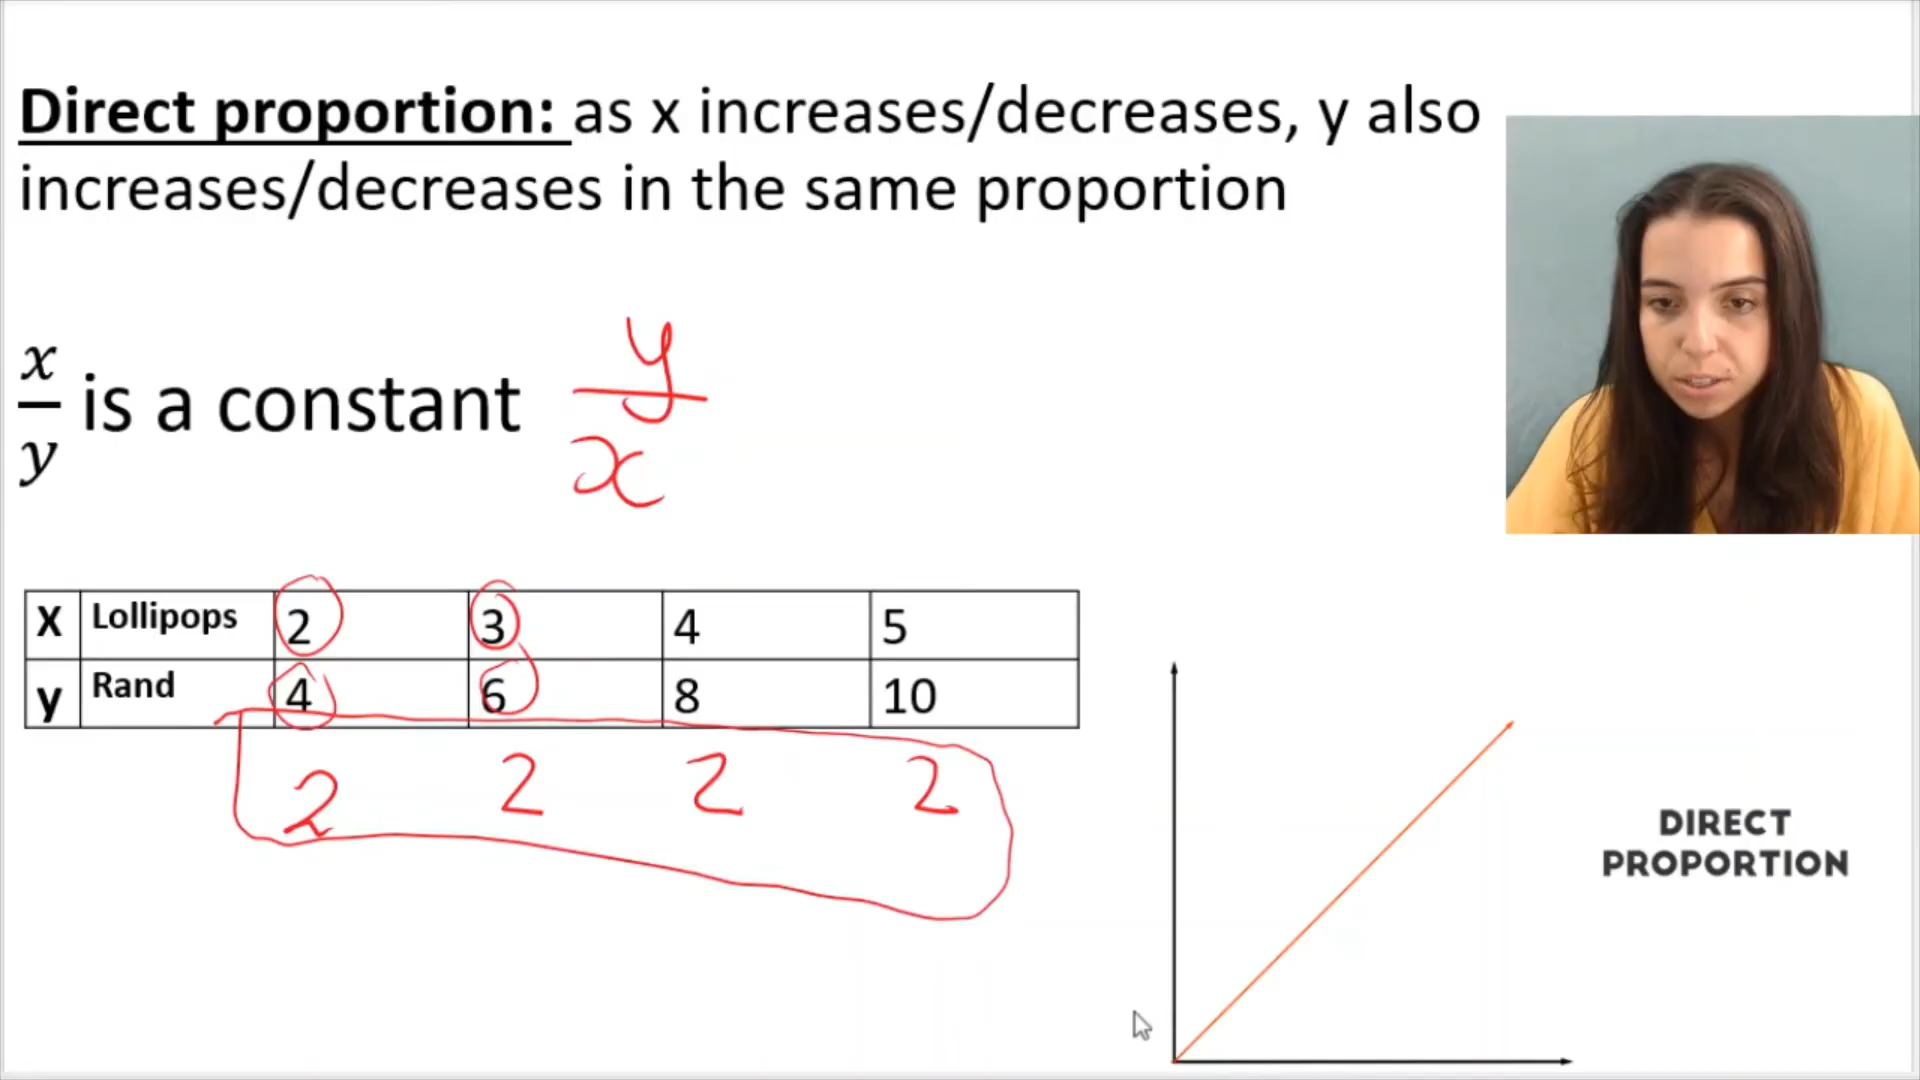 Direct proportion: as x increases/decreases, y also
increases/decreases in the same proportion
x/y is a constant
y/x
X Lollipops 2 3 4 5
y Rand 4 6 8 10
2 2 2 2
DIRECT
PROPORTION